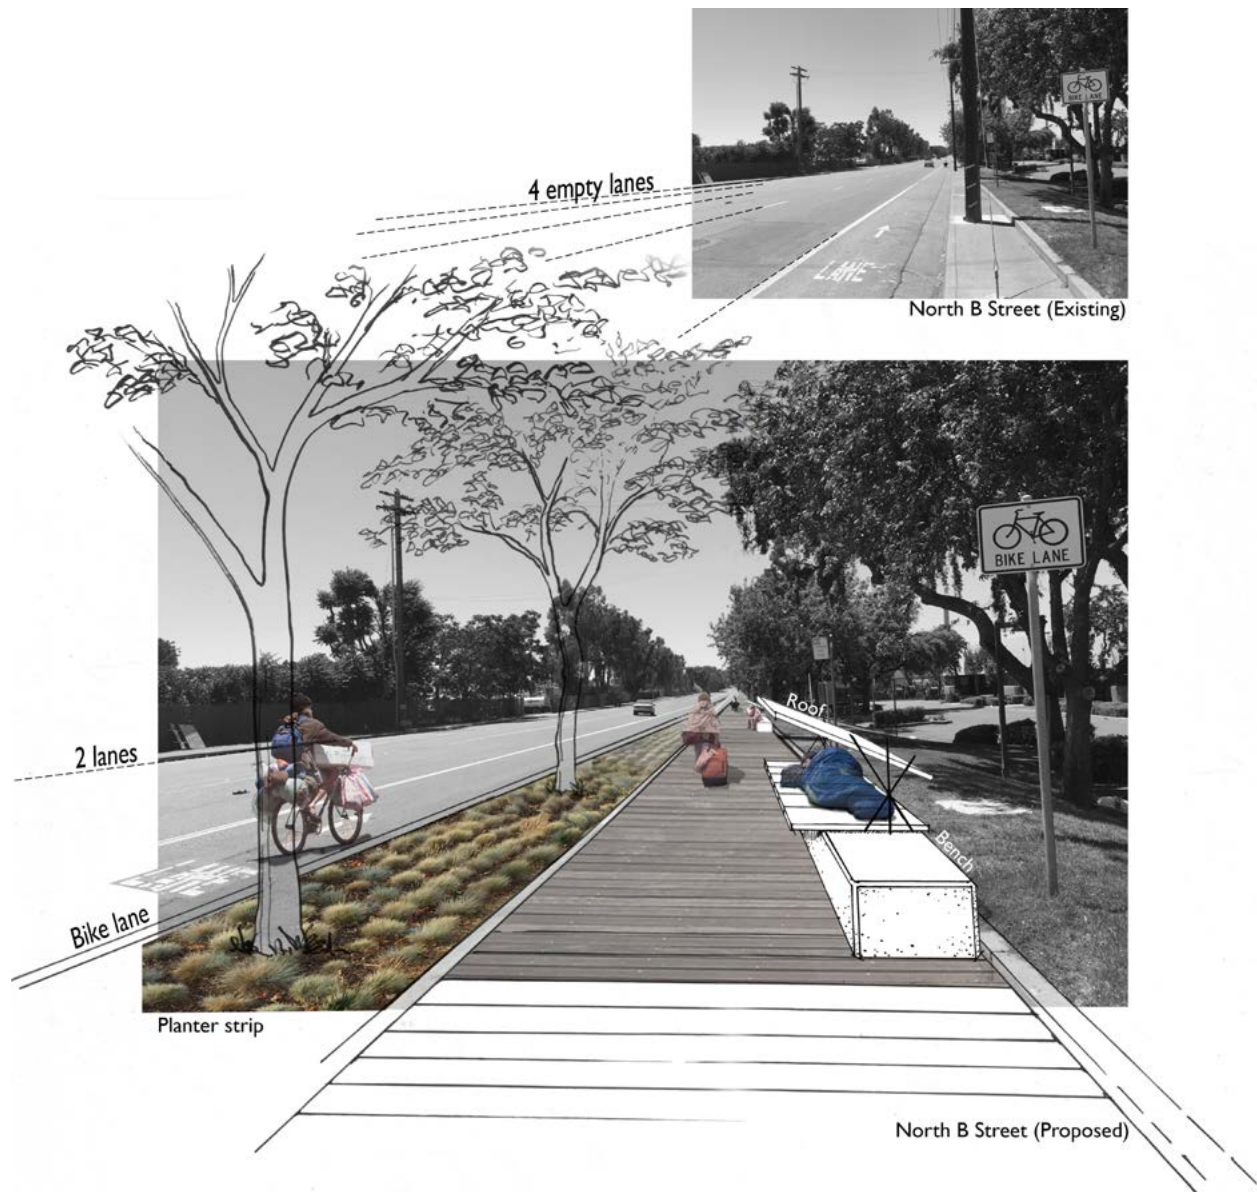 4 empty lanes
BIKE LANE
LANE
North B Street (Existing)
BIKE LANE
Roof
2 lanes
Bench
Bike lane
Planter strip
North B Street (Proposed)